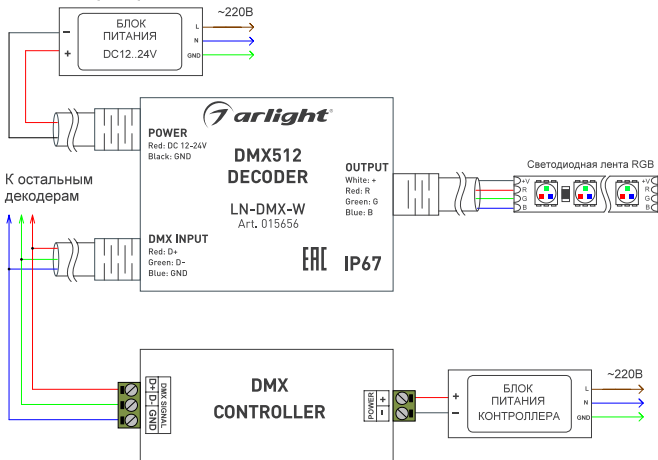 БЛОК
ПИТАНИЯ
DC12..24V
−
+
L
N
GND
~220В
arlight
POWER
Red: DC 12-24V
Black: GND
DMX512
DECODER
LN-DMX-W
Art. 015656
OUTPUT
White: +
Red: R
Green: G
Blue: B
Светодиодная лента RGB
+V
R
G
B
+V
R
G
B
К остальным
декодерам
DMX INPUT
Red: D+
Green: D-
Blue: GND
EAC
IP67
D+
D-
GND
DMX SIGNAL
DMX
CONTROLLER
POWER
+
-
+
−
БЛОК
ПИТАНИЯ
КОНТРОЛЛЕРА
L
N
GND
~220В